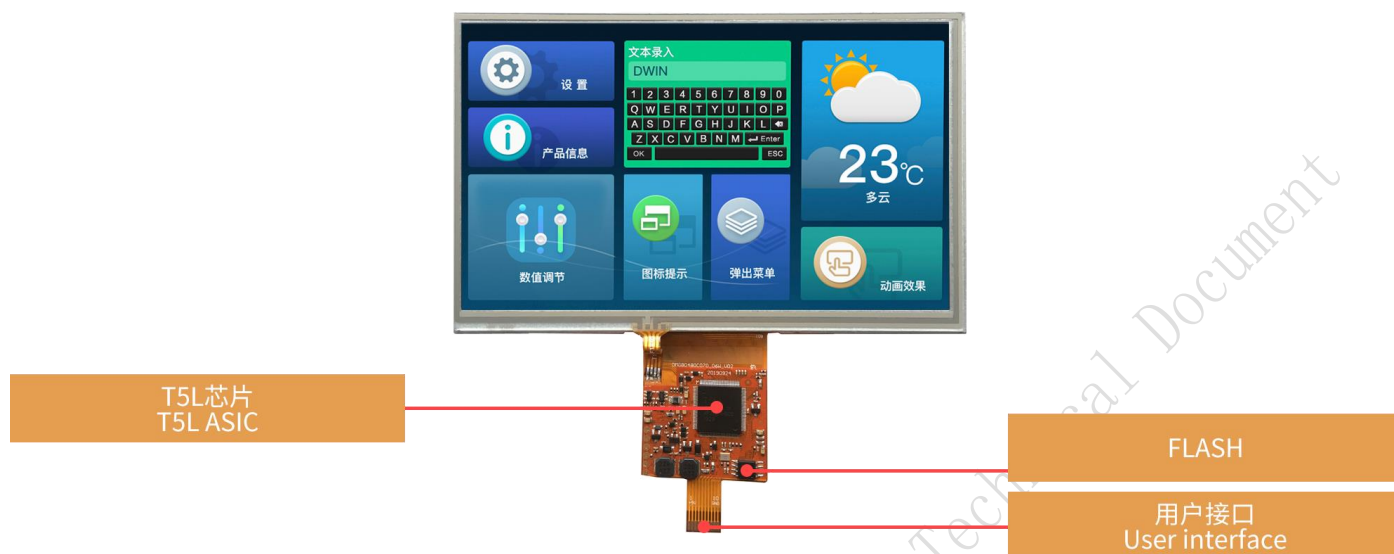 设置
产品信息
数值调节
文本录入
DWIN
1 2 3 4 5 6 7 8 9 0
Q W E R T Y U I O P
A S D F G H J K L
Z X C V B N M Enter
OK ESC
图标提示
弹出菜单
23℃
多云
动画效果
T5L芯片
T5L ASIC
FLASH
用户接口
User interface
Technical Document